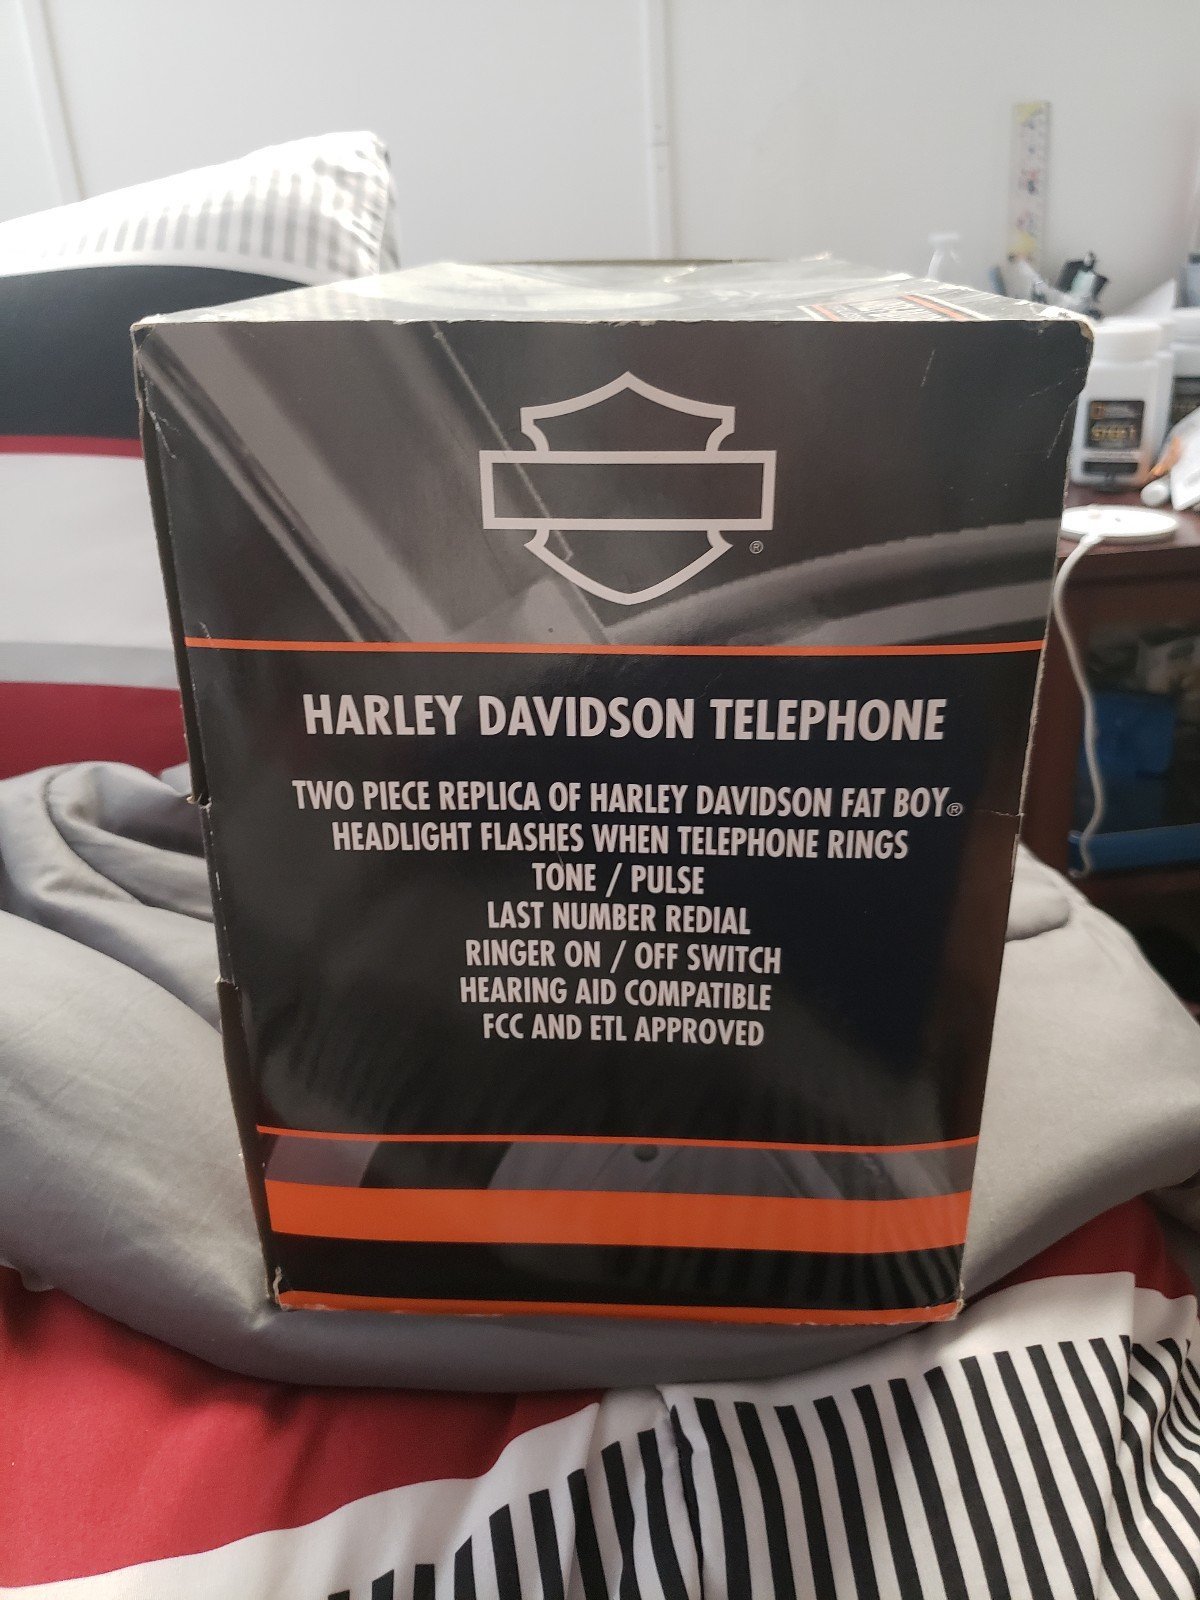 ®
HARLEY DAVIDSON TELEPHONE
TWO PIECE REPLICA OF HARLEY DAVIDSON FAT BOY®
HEADLIGHT FLASHES WHEN TELEPHONE RINGS
TONE / PULSE
LAST NUMBER REDIAL
RINGER ON / OFF SWITCH
HEARING AID COMPATIBLE
FCC AND ETL APPROVED